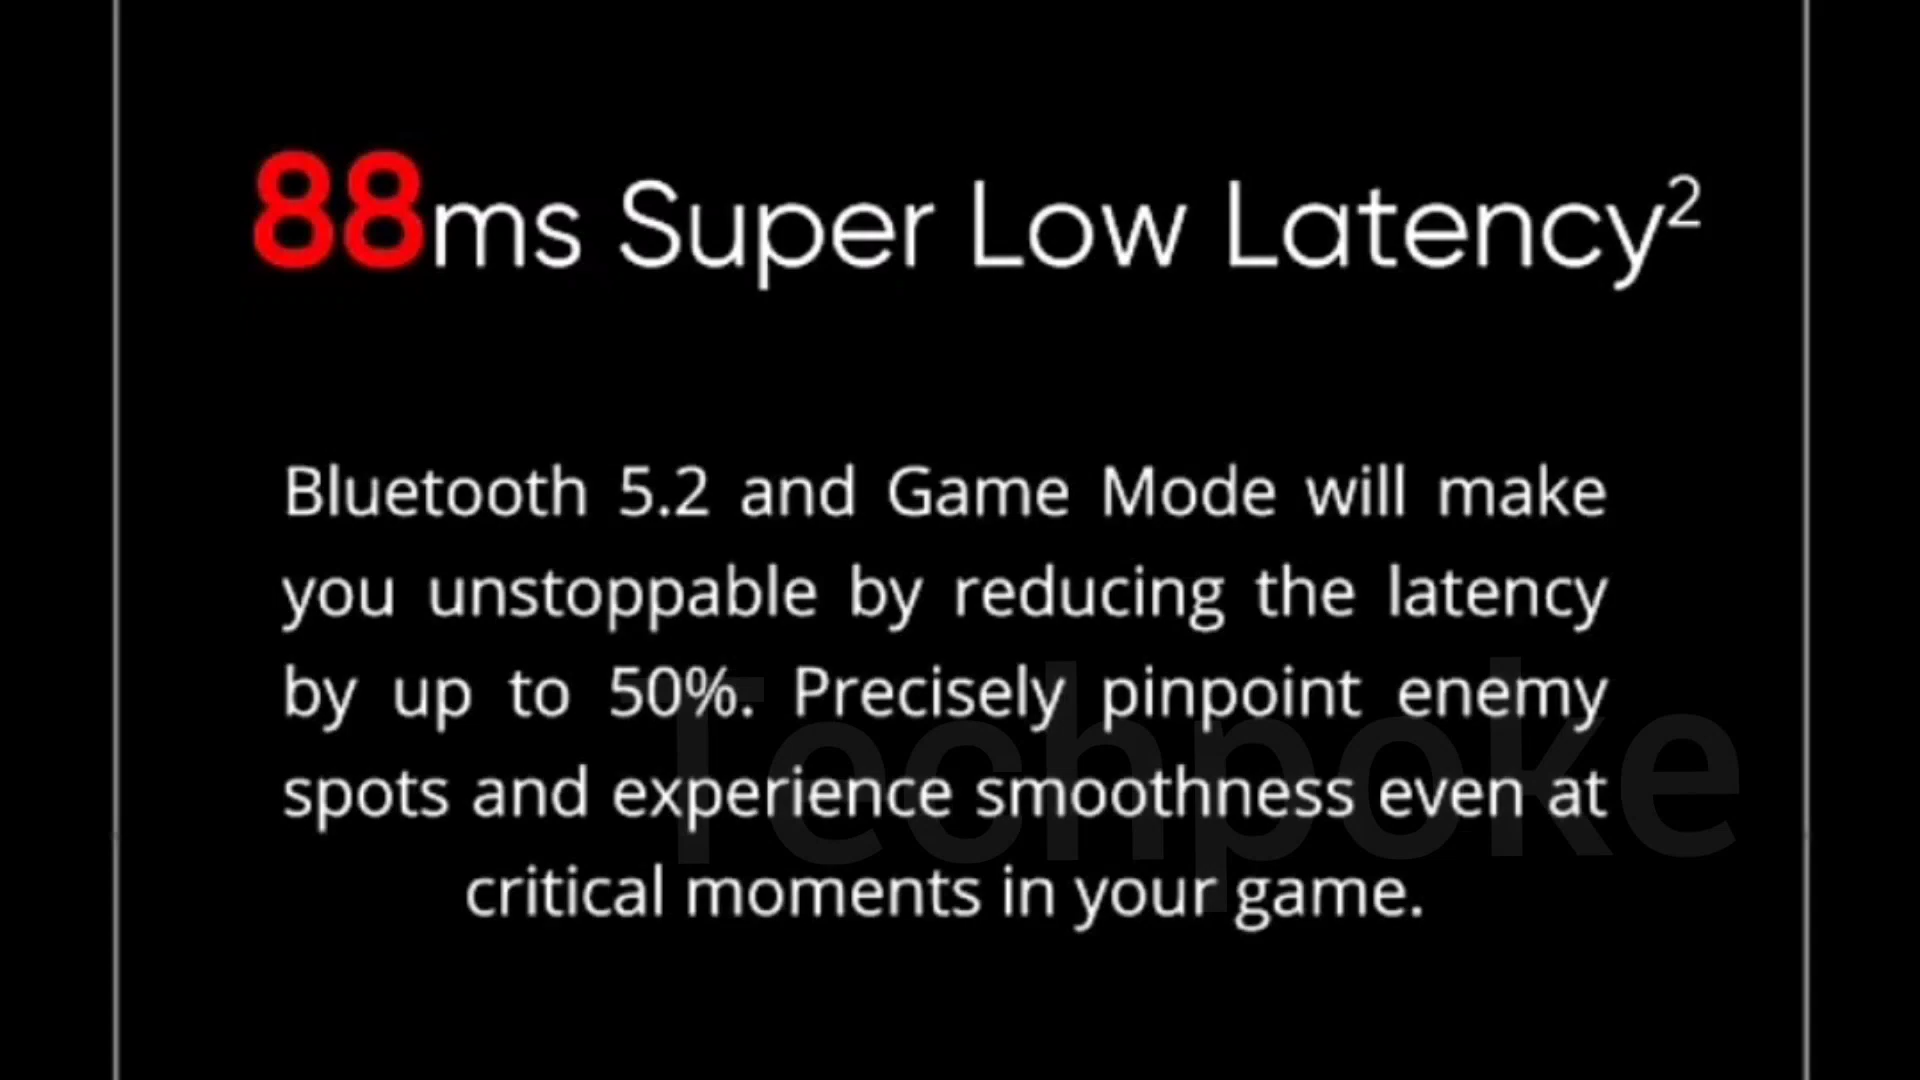 88ms Super Low Latency²
Bluetooth 5.2 and Game Mode will make
you unstoppable by reducing the latency
by up to 50%. Precisely pinpoint enemy
spots and experience smoothness even at
critical moments in your game.
Techpoke